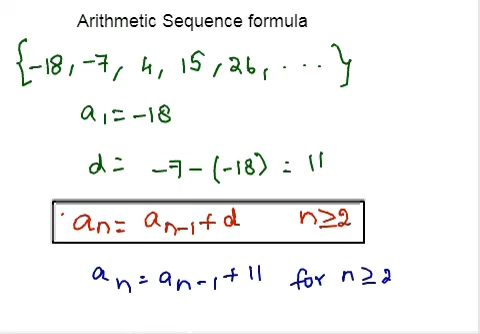 Arithmetic Sequence formula
{-18, -7, 4, 15, 26, . . . }
a₁ = -18
d = -7 - (-18) = 11
aₙ = aₙ₋₁ + d n ≥ 2
aₙ = aₙ₋₁ + 11 for n ≥ 2